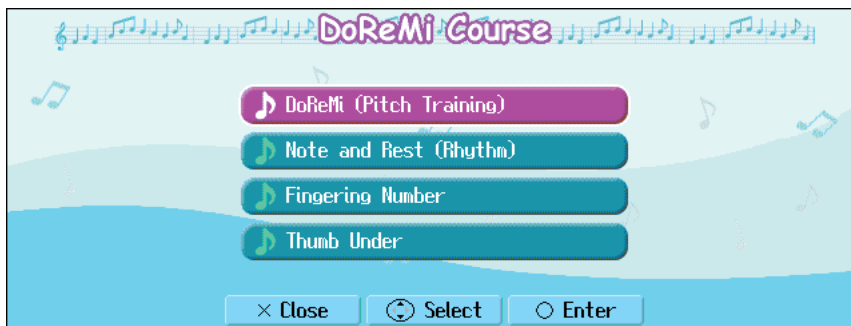 DoReMi Course
DoReMi (Pitch Training)
Note and Rest (Rhythm)
Fingering Number
Thumb Under
× Close
Select
○ Enter